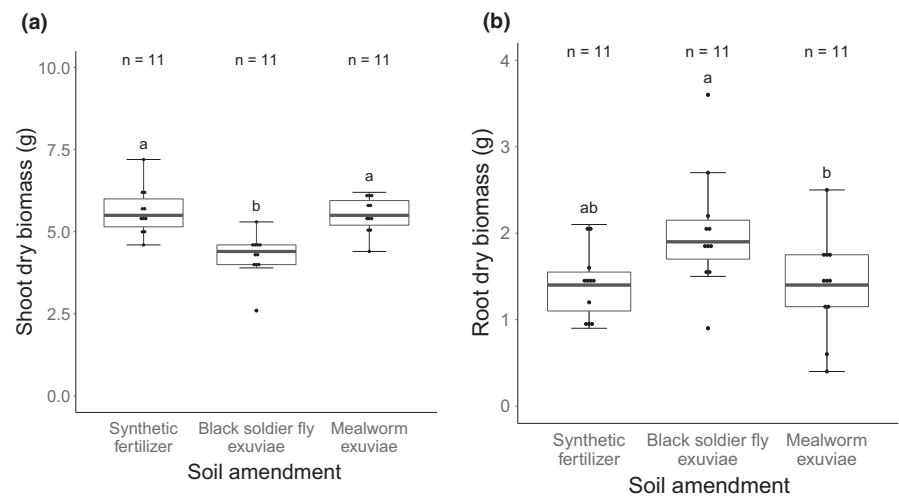 (a)
n = 11 n = 11 n = 11
10.0
7.5
5.0
2.5
0.0
a
b
a
Shoot dry biomass (g)
Synthetic fertilizer
Black soldier fly exuviae
Mealworm exuviae
Soil amendment
(b)
n = 11 n = 11 n = 11
4
3
2
1
0
ab
a
b
Root dry biomass (g)
Synthetic fertilizer
Black soldier fly exuviae
Mealworm exuviae
Soil amendment